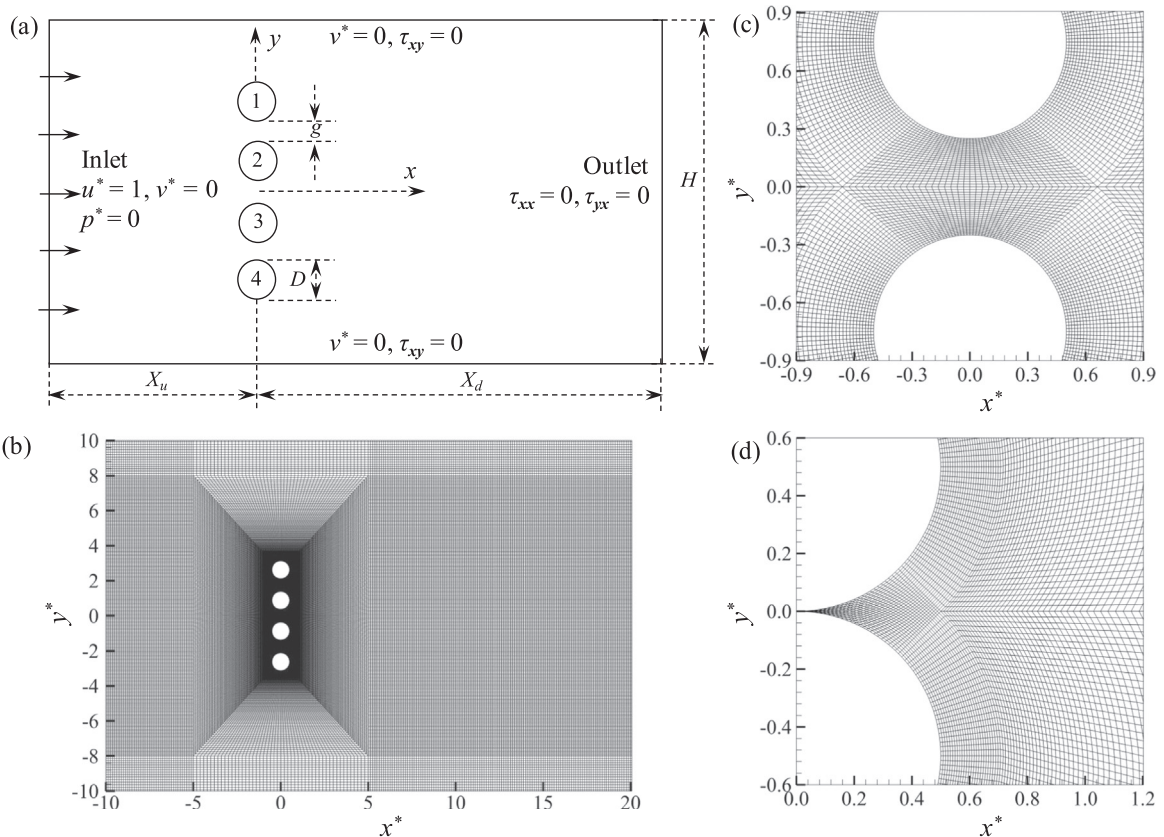 (a)
v* = 0, τxy = 0
y
1
g
2
Inlet
u* = 1, v* = 0
p* = 0
x
Outlet
τxx = 0, τyx = 0
H
3
4
D
v* = 0, τxy = 0
Xu
Xd
(b)
y*
10
8
6
4
2
0
-2
-4
-6
-8
-10
-10
-5
0
5
10
15
20
x*
(c)
y*
0.9
0.6
0.3
0.0
-0.3
-0.6
-0.9
-0.9
-0.6
-0.3
0.0
0.3
0.6
0.9
x*
(d)
y*
0.6
0.4
0.2
0.0
-0.2
-0.4
-0.6
0.0
0.2
0.4
0.6
0.8
1.0
1.2
x*